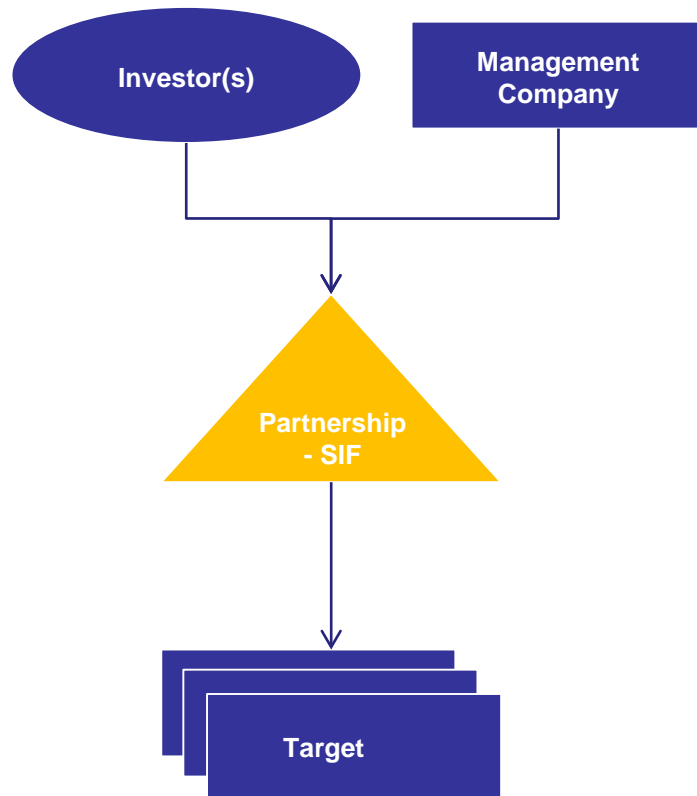 Investor(s)
Management
Company
Partnership
- SIF
Target